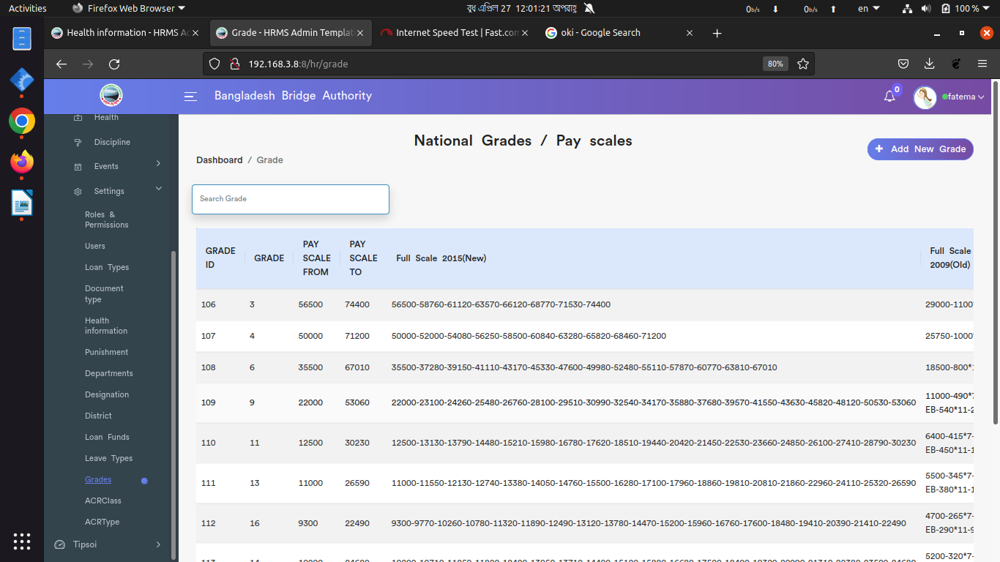 Activities
Firefox Web Browser
বুধ এপ্রিল 27 12:01:21 অপরাহ্ণ
0b/s
0b/s
en
100 %
Health information - HRMS Ac
Grade - HRMS Admin Templat
Internet Speed Test | Fast.com
oki - Google Search
192.168.3.8:8/hr/grade
80%
Bangladesh Bridge Authority
0
fatema
Health
Discipline
Events
Settings
Roles &
Permissions
Users
Loan Types
Document
type
Health
information
Punishment
Departments
Designation
District
Loan Funds
Leave Types
Grades
ACRClass
ACRType
Tipsoi
National Grades / Pay scales
Dashboard / Grade
+ Add New Grade
Search Grade
GRADE ID GRADE PAY SCALE FROM PAY SCALE TO Full Scale 2015(New) Full Scale 2009(Old)
106 3 56500 74400 56500-58760-61120-63570-66120-68770-71530-74400 29000-1100*
107 4 50000 71200 50000-52000-54080-56250-58500-60840-63280-65820-68460-71200 25750-1000*
108 6 35500 67010 35500-37280-39150-41110-43170-45330-47600-49980-52480-55110-57870-60770-63810-67010 18500-800*
109 9 22000 53060 22000-23100-24260-25480-26760-28100-29510-30990-32540-34170-35880-37680-39570-41550-43630-45820-48120-50530-53060 11000-490*7
EB-540*11-2
110 11 12500 30230 12500-13130-13790-14480-15210-15980-16780-17620-18510-19440-20420-21450-22530-23660-24850-26100-27410-28790-30230 6400-415*7-
EB-450*11-1
111 13 11000 26590 11000-11550-12130-12740-13380-14050-14760-15500-16280-17100-17960-18860-19810-20810-21860-22960-24110-25320-26590 5500-345*7-
EB-380*11-1
112 16 9300 22490 9300-9770-10260-10780-11320-11890-12490-13120-13780-14470-15200-15960-16760-17600-18480-19410-20390-21410-22490 4700-265*7-
EB-290*11-9
5200-320*7-